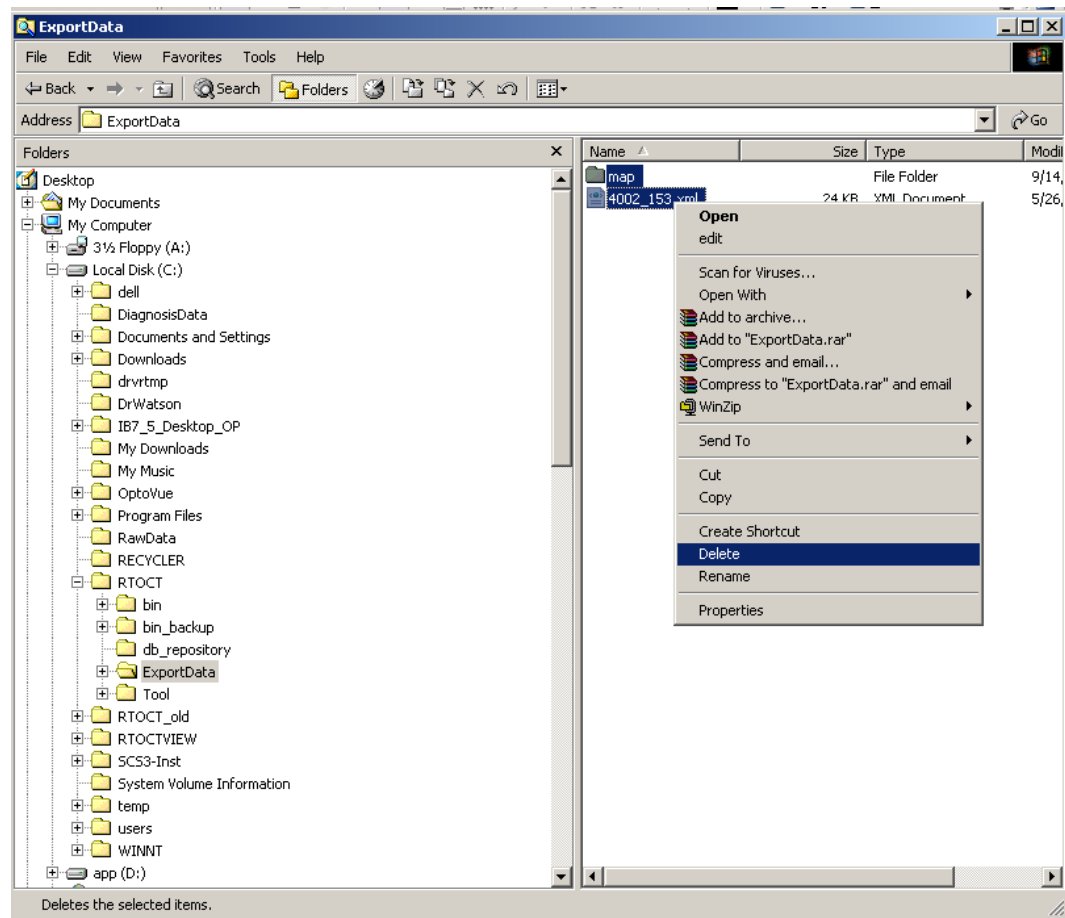 ExportData
File Edit View Favorites Tools Help
Back Search Folders
Address ExportData Go
Folders x
Name Size Type Modif
Desktop
My Documents
My Computer
3½ Floppy (A:)
Local Disk (C:)
dell
DiagnosisData
Documents and Settings
Downloads
drvrtmp
DrWatson
IB7_5_Desktop_OP
My Downloads
My Music
OptoVue
Program Files
RawData
RECYCLER
RTOCT
bin
bin_backup
db_repository
ExportData
Tool
RTOCT_old
RTOCTVIEW
SCS3-Inst
System Volume Information
temp
users
WINNT
app (D:)
map File Folder 9/14,
4002_153.xml 24 KB XML Document 5/26,
Open
edit
Scan for Viruses...
Open With
Add to archive...
Add to "ExportData.rar"
Compress and email...
Compress to "ExportData.rar" and email
WinZip
Send To
Cut
Copy
Create Shortcut
Delete
Rename
Properties
Deletes the selected items.